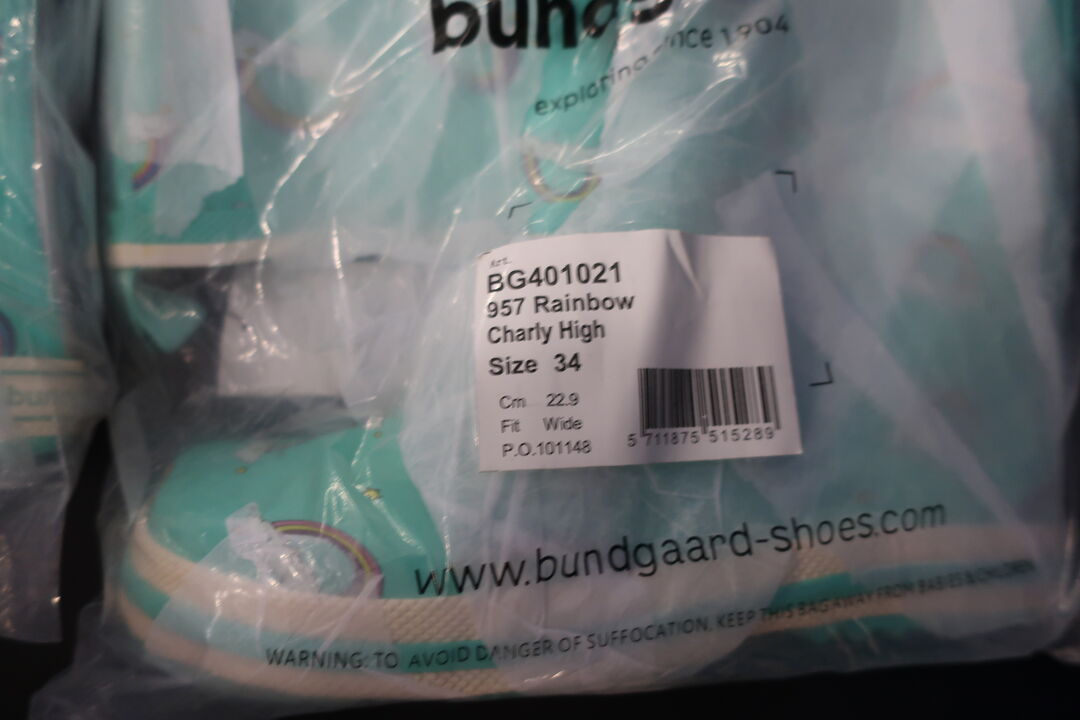 exploring since 1904
Art.
BG401021
957 Rainbow
Charly High
Size 34
Cm 22.9
Fit Wide
P.O.101148
5 711875 515289
www.bundgaard-shoes.com
WARNING: TO AVOID DANGER OF SUFFOCATION, KEEP THIS BAG AWAY FROM BABIES & CHILDREN